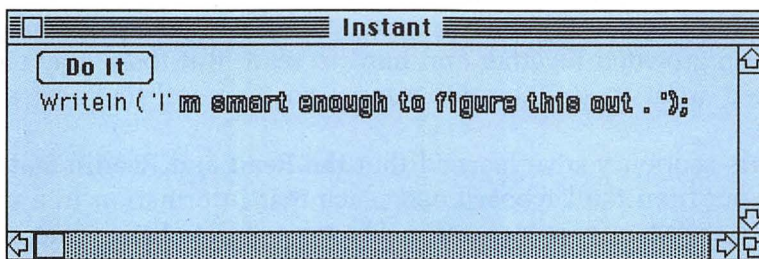 Instant
Do It
Writeln ( 'I' m smart enough to figure this out . ');